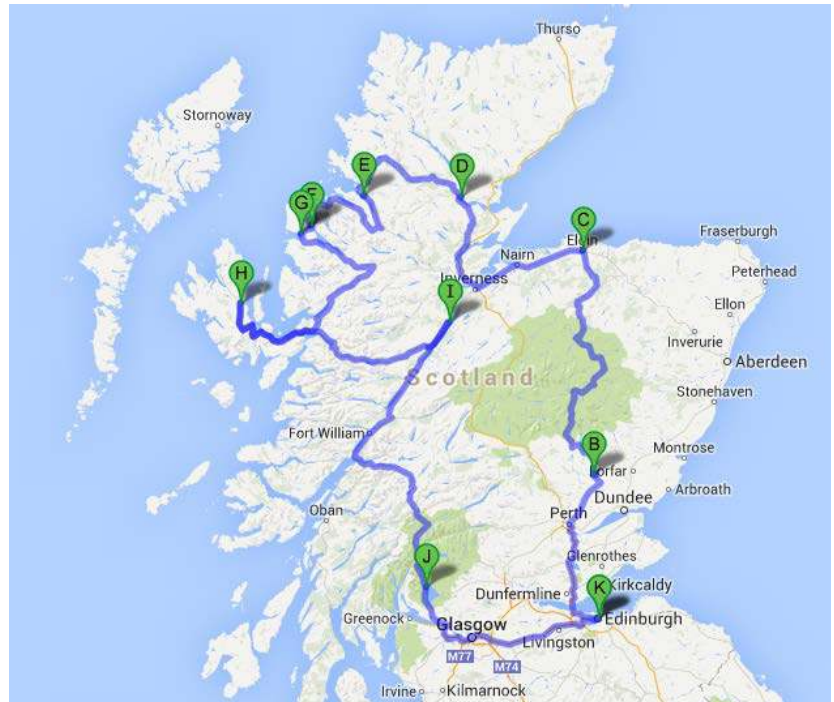 Thurso
Stornoway
E
D
G F
C
Elgin
Fraserburgh
Nairn
H
Inverness
Peterhead
I
Ellon
Inverurie
Aberdeen
Scotland
Stonehaven
Fort William
B
Montrose
Forfar
Arbroath
Dundee
Oban
Perth
J
Glenrothes
K
Kirkcaldy
Dunfermline
Greenock
Glasgow
Edinburgh
Livingston
M77
M74
Irvine
Kilmarnock